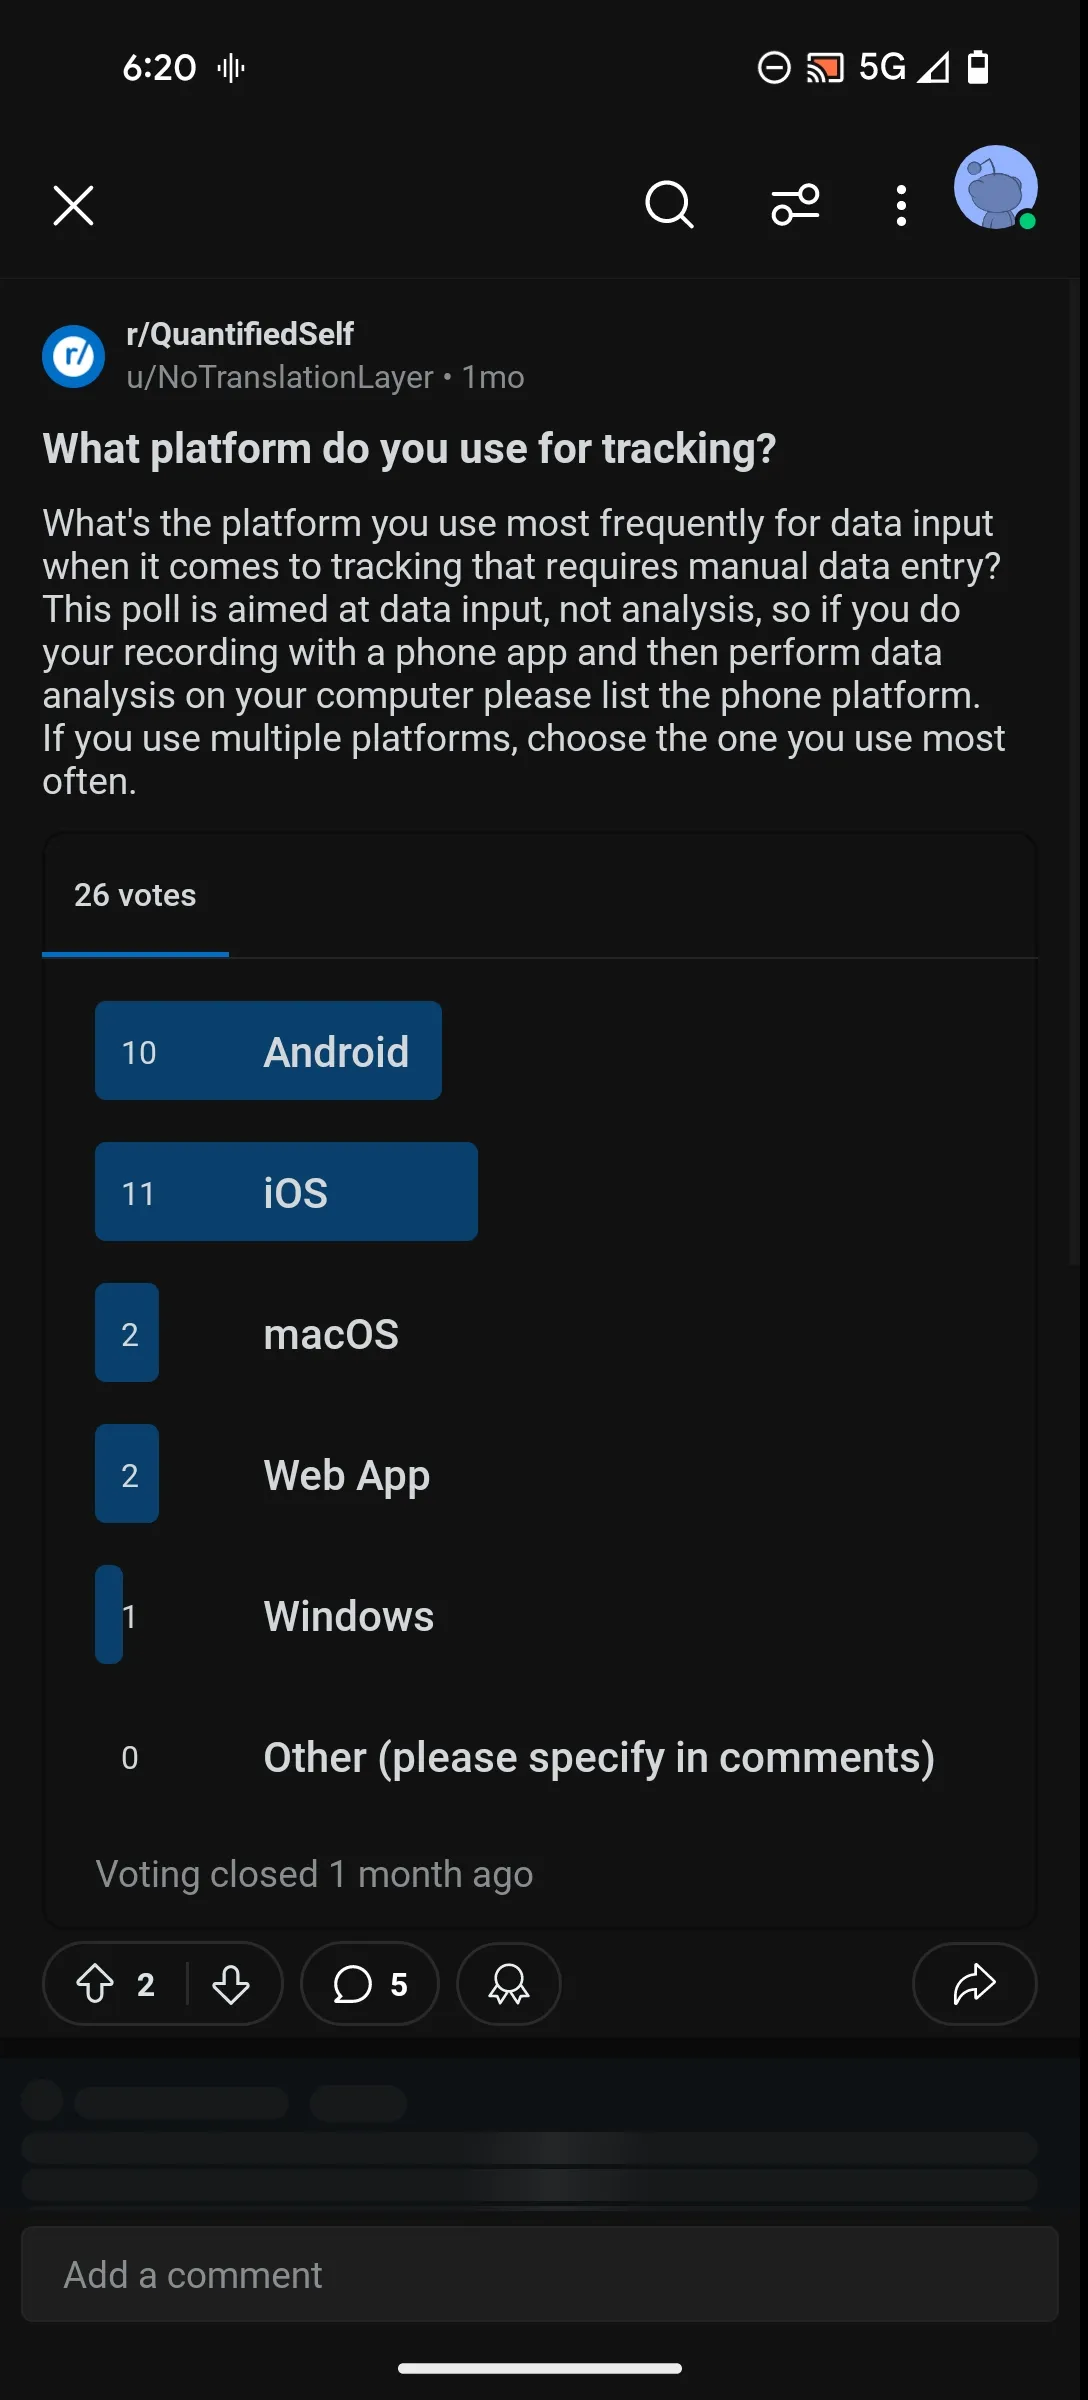 6:20
5G
r/QuantifiedSelf
r/
u/NoTranslationLayer • 1mo
What platform do you use for tracking?
What's the platform you use most frequently for data input
when it comes to tracking that requires manual data entry?
This poll is aimed at data input, not analysis, so if you do
your recording with a phone app and then perform data
analysis on your computer please list the phone platform.
If you use multiple platforms, choose the one you use most
often.
26 votes
10 Android
11 iOS
2 macOS
2 Web App
1 Windows
0 Other (please specify in comments)
Voting closed 1 month ago
2 5
Add a comment